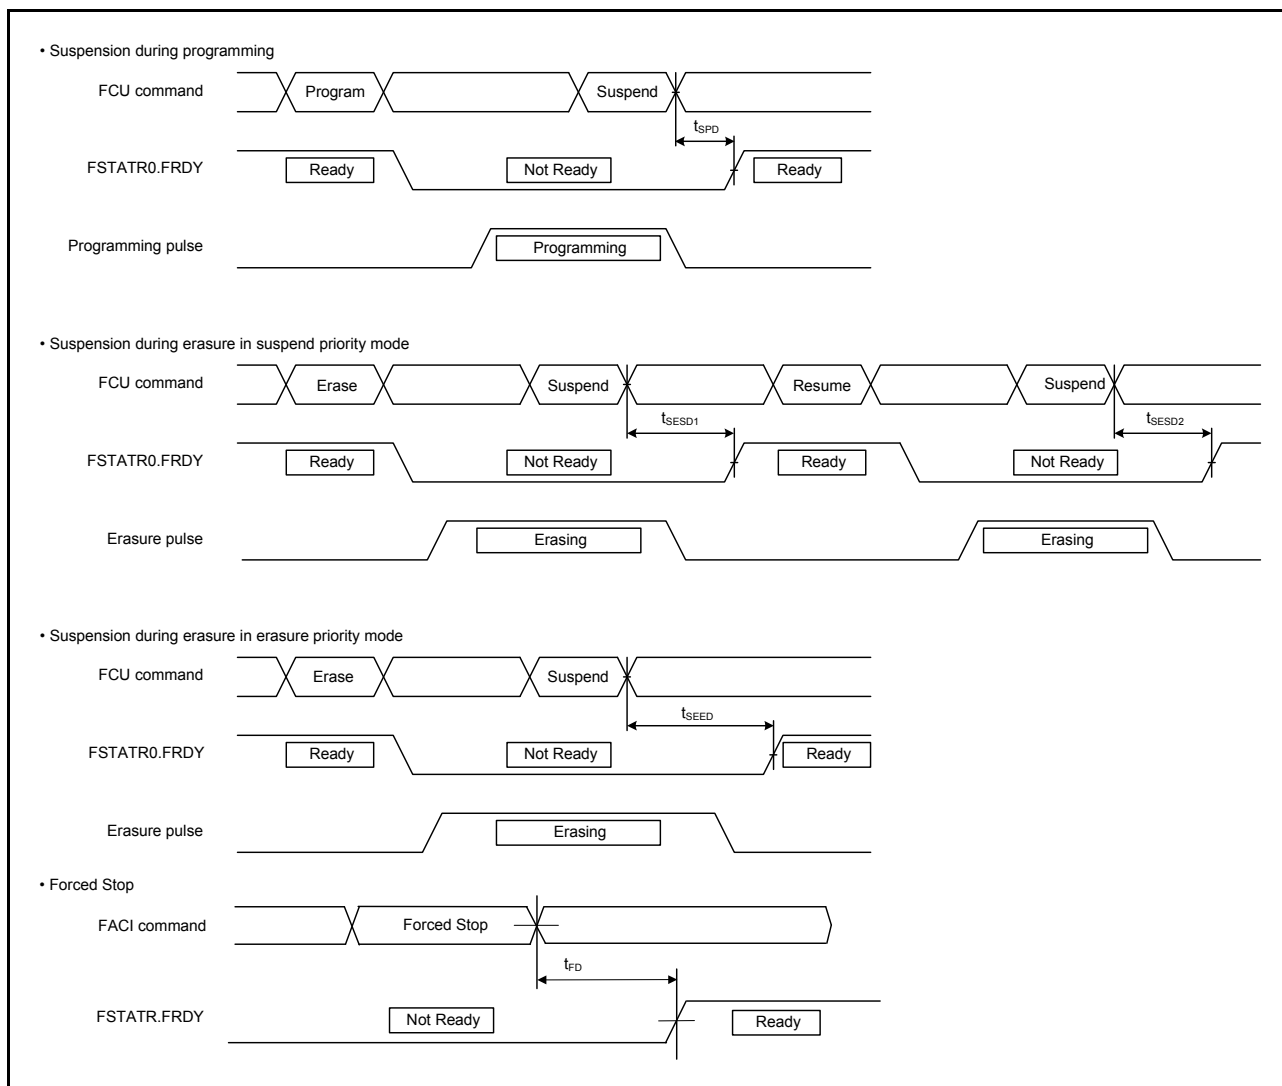 • Suspension during programming
FCU command Program Suspend
tSPD
FSTATR0.FRDY Ready Not Ready Ready
Programming pulse Programming
• Suspension during erasure in suspend priority mode
FCU command Erase Suspend Resume Suspend
tSESD1 tSESD2
FSTATR0.FRDY Ready Not Ready Ready Not Ready
Erasure pulse Erasing Erasing
• Suspension during erasure in erasure priority mode
FCU command Erase Suspend
tSEED
FSTATR0.FRDY Ready Not Ready Ready
Erasure pulse Erasing
• Forced Stop
FACI command Forced Stop
tFD
FSTATR.FRDY Not Ready Ready